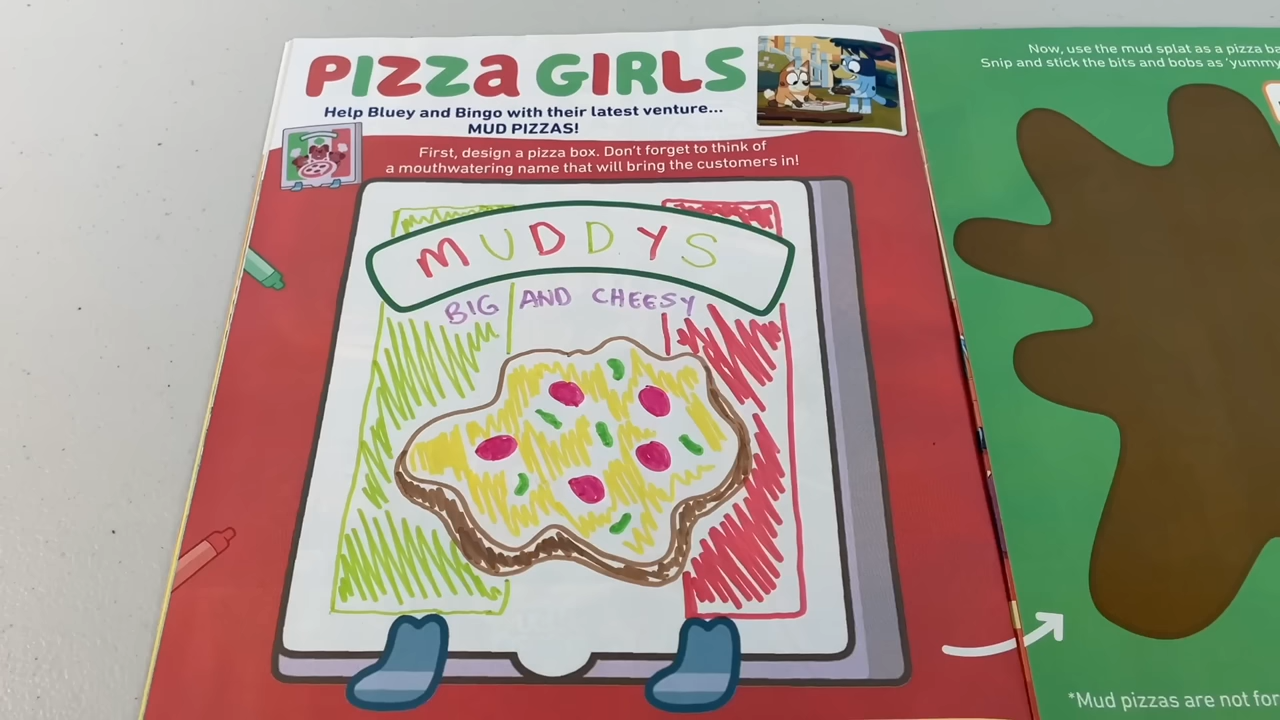 PIZZa GIRLS
Help Bluey and Bingo with their latest venture...
MUD PIZZAS!
First, design a pizza box. Don't forget to think of
a mouthwatering name that will bring the customers in!
MUDDYS
BIG AND CHEESY
Now, use the mud splat as a pizza
Snip and stick the bits and bobs as 'yummy
*Mud pizzas are not for